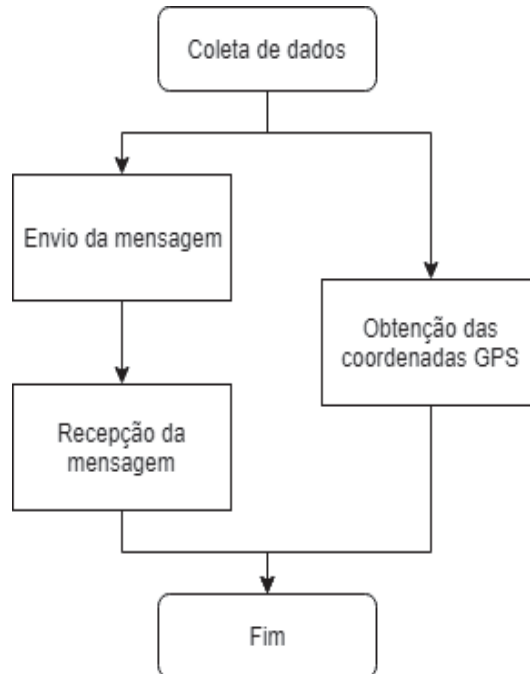 Coleta de dados
Envio da mensagem
Obtenção das
coordenadas GPS
Recepção da
mensagem
Fim